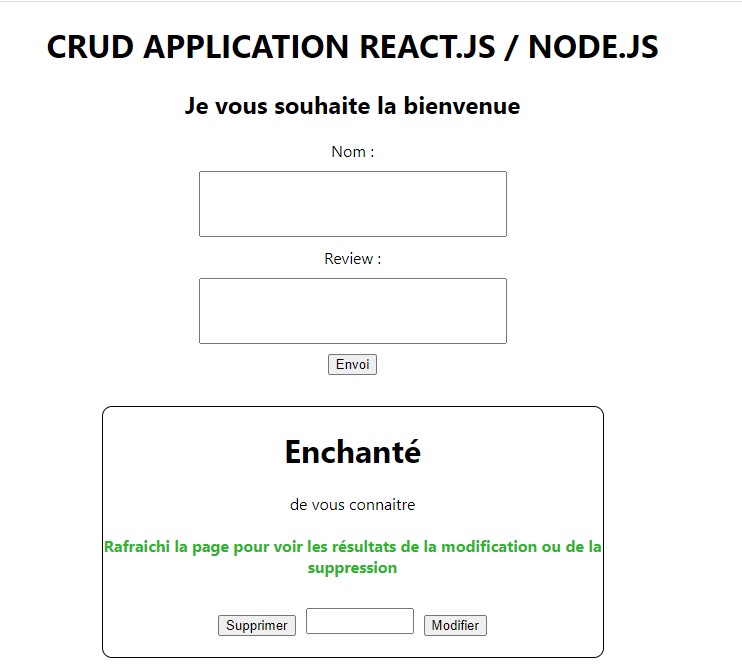 CRUD APPLICATION REACT.JS / NODE.JS
Je vous souhaite la bienvenue
Nom :
Review :
Envoi
Enchanté
de vous connaitre
Rafraichi la page pour voir les résultats de la modification ou de la
suppression
Supprimer Modifier